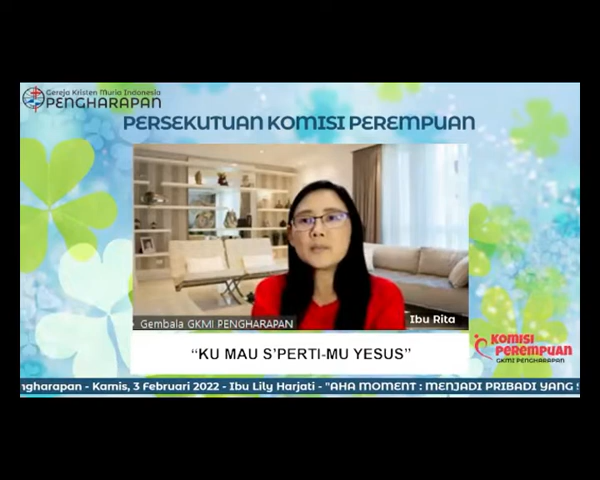 Gereja Kristen Muria Indonesia
PENGHARAPAN
PERSEKUTUAN KOMISI PEREMPUAN
Gembala GKMI PENGHARAPAN
Ibu Rita
“KU MAU S’PERTI-MU YESUS”
KOMISI
PEREMPUAN
GKMI PENGHARAPAN
ngharapan - Kamis, 3 Februari 2022 - Ibu Lily Harjati - "AHA MOMENT : MENJADI PRIBADI YANG